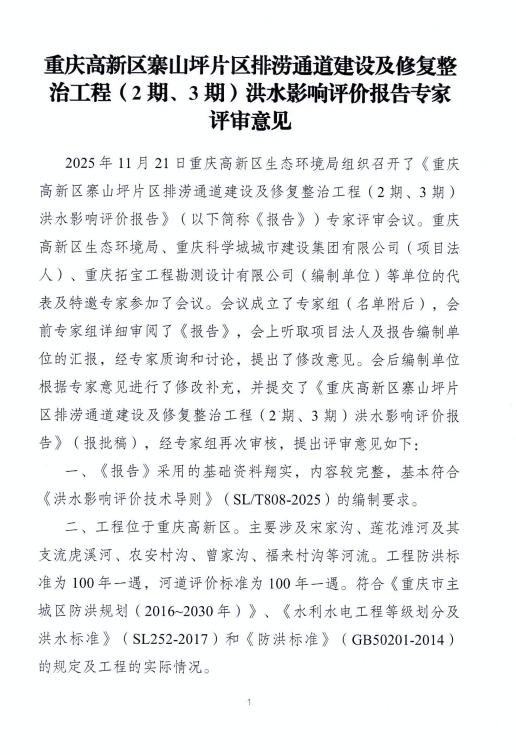 重庆高新区寨山坪片区排涝通道建设及修复整
治工程（2 期、3 期）洪水影响评价报告专家
评审意见
2025 年 11 月 21 日重庆高新区生态环境局组织召开了《重庆
高新区寨山坪片区排涝通道建设及修复整治工程（2 期、3 期）
洪水影响评价报告》（以下简称《报告》）专家评审会议。重庆
高新区生态环境局、重庆科学城城市建设集团有限公司（项目法
人）、重庆拓宝工程勘测设计有限公司（编制单位）等单位的代
表及特邀专家参加了会议。会议成立了专家组（名单附后），会
前专家组详细审阅了《报告》，会上听取项目法人及报告编制单
位的汇报，经专家质询和讨论，提出了修改意见。会后编制单位
根据专家意见进行了修改补充，并提交了《重庆高新区寨山坪片
区排涝通道建设及修复整治工程（2 期、3 期）洪水影响评价报
告》（报批稿），经专家组再次审核，提出评审意见如下：
一、《报告》采用的基础资料翔实，内容较完整，基本符合
《洪水影响评价技术导则》（SL/T808-2025）的编制要求。
二、工程位于重庆高新区。主要涉及宋家沟、莲花滩河及其
支流虎溪河、农安村沟、曾家沟、福来村沟等河流。工程防洪标
准为 100 年一遇，河道评价标准为 100 年一遇。符合《重庆市主
城区防洪规划（2016~2030 年）》、《水利水电工程等级划分及
洪水标准》（SL252-2017）和《防洪标准》（GB50201-2014）
的规定及工程的实际情况。
1